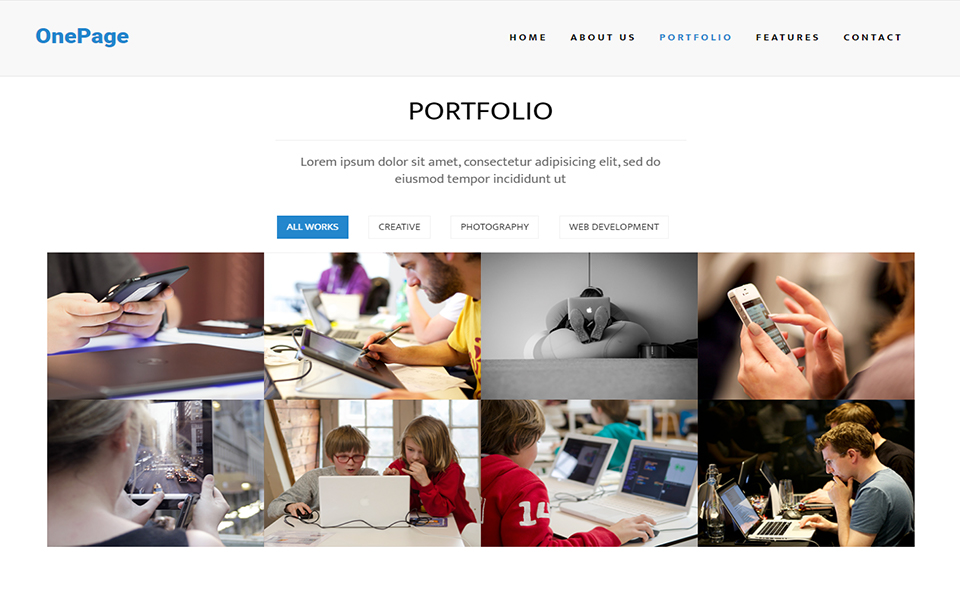 OnePage
HOME ABOUT US PORTFOLIO FEATURES CONTACT
PORTFOLIO
Lorem ipsum dolor sit amet, consectetur adipisicing elit, sed do
eiusmod tempor incididunt ut
ALL WORKS CREATIVE PHOTOGRAPHY WEB DEVELOPMENT
14